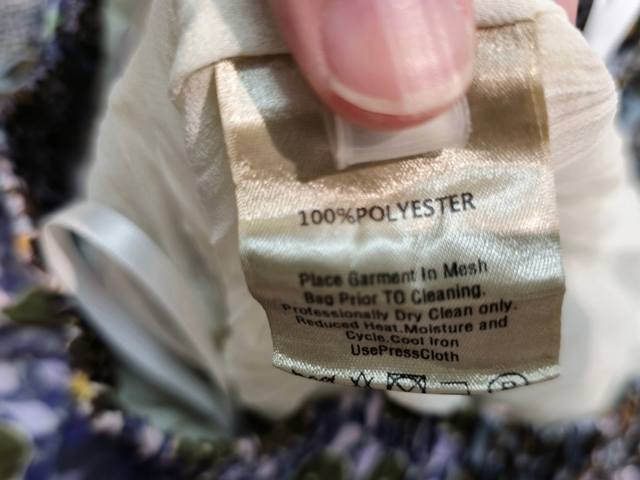 100%POLYESTER
Place Garment In Mesh
Bag Prior TO Cleaning.
Professionally Dry Clean only.
Reduced Heat.Moisture and
Cycle.Cool Iron
UsePressCloth